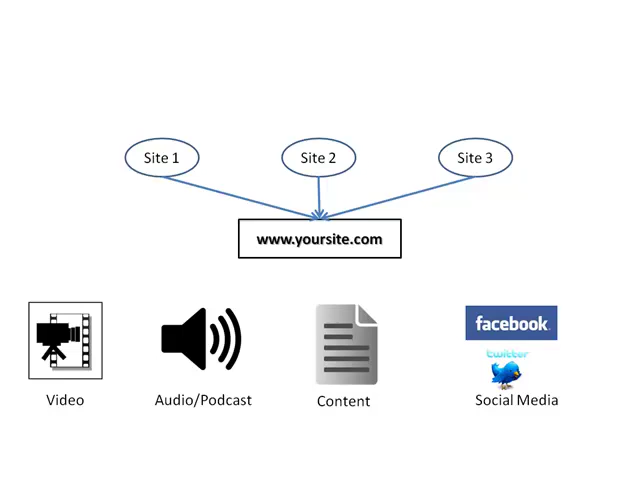 Site 1
Site 2
Site 3
www.yoursite.com
facebook.
twitter
Video
Audio/Podcast
Content
Social Media